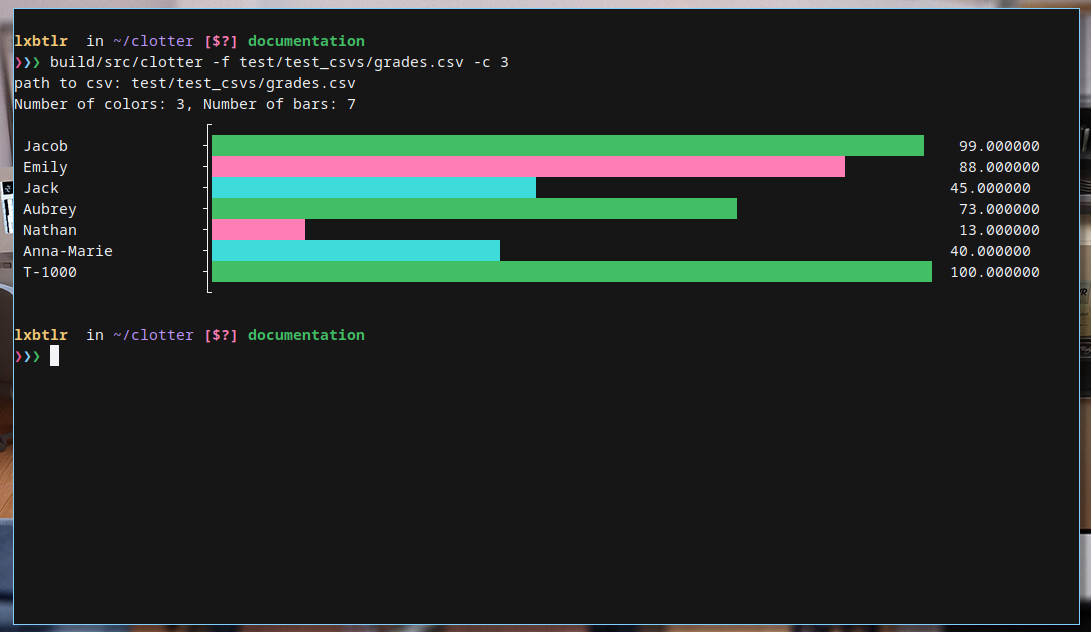 lxbtlr  in ~/clotter [$?] documentation
❯❯❯ build/src/clotter -f test/test_csvs/grades.csv -c 3
path to csv: test/test_csvs/grades.csv
Number of colors: 3, Number of bars: 7
Jacob 99.000000
Emily 88.000000
Jack 45.000000
Aubrey 73.000000
Nathan 13.000000
Anna-Marie 40.000000
T-1000 100.000000
lxbtlr  in ~/clotter [$?] documentation
❯❯❯